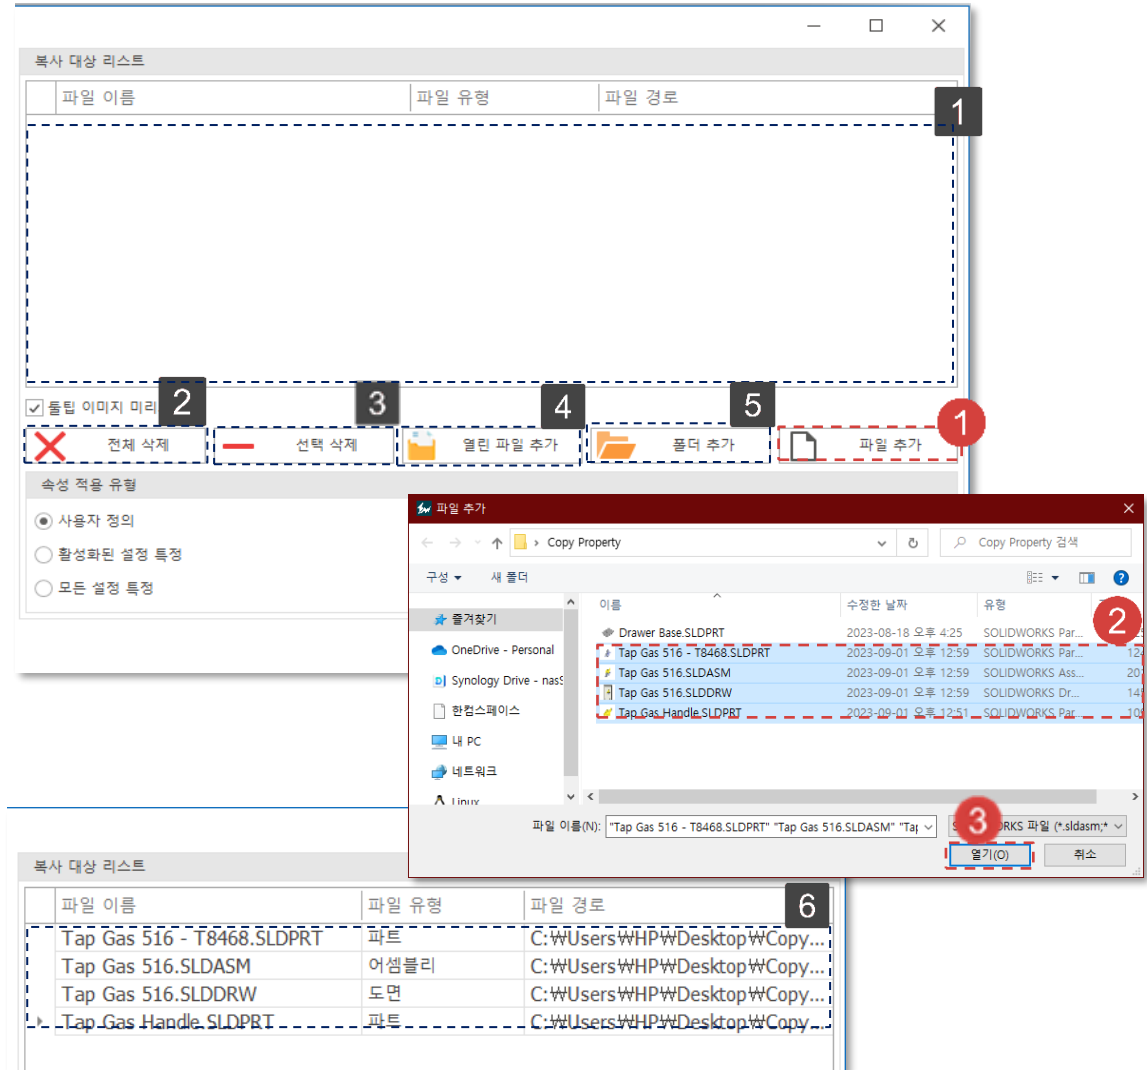 복사 대상 리스트
파일 이름 파일 유형 파일 경로
1
툴팁 이미지 미리
2 3 4 5 1
전체 삭제 선택 삭제 열린 파일 추가 폴더 추가 파일 추가
속성 적용 유형
사용자 정의
활성화된 설정 특정
모든 설정 특정
파일 추가
Copy Property
Copy Property 검색
구성 새 폴더
이름 수정한 날짜 유형
2
즐겨찾기
OneDrive - Personal
Synology Drive - nasS
한컴스페이스
내 PC
네트워크
Linux
Drawer Base.SLDPRT 2023-08-18 오후 4:25 SOLIDWORKS Par...
Tap Gas 516 - T8468.SLDPRT 2023-09-01 오후 12:59 SOLIDWORKS Par...
Tap Gas 516.SLDASM 2023-09-01 오후 12:59 SOLIDWORKS Ass...
Tap Gas 516.SLDDRW 2023-09-01 오후 12:59 SOLIDWORKS Dr...
Tap Gas Handle.SLDPRT 2023-09-01 오후 12:51 SOLIDWORKS Par...
파일 이름(N): "Tap Gas 516 - T8468.SLDPRT" "Tap Gas 516.SLDASM" "Tap
3
RKS 파일 (*.sldasm;*
열기(O) 취소
복사 대상 리스트
파일 이름 파일 유형 파일 경로
6
Tap Gas 516 - T8468.SLDPRT 파트 C:₩Users₩HP₩Desktop₩Copy...
Tap Gas 516.SLDASM 어셈블리 C:₩Users₩HP₩Desktop₩Copy...
Tap Gas 516.SLDDRW 도면 C:₩Users₩HP₩Desktop₩Copy...
Tap Gas Handle.SLDPRT 파트 C:₩Users₩HP₩Desktop₩Copy...